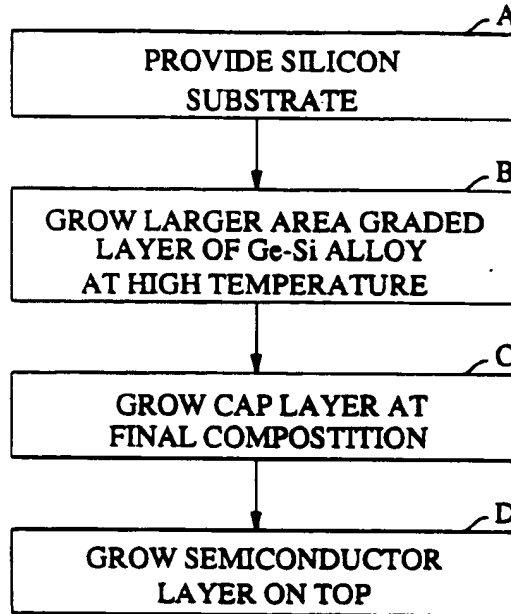 A
PROVIDE SILICON
SUBSTRATE
B
GROW LARGER AREA GRADED
LAYER OF Ge-Si ALLOY
AT HIGH TEMPERATURE
C
GROW CAP LAYER AT
FINAL COMPOSTITION
D
GROW SEMICONDUCTOR
LAYER ON TOP